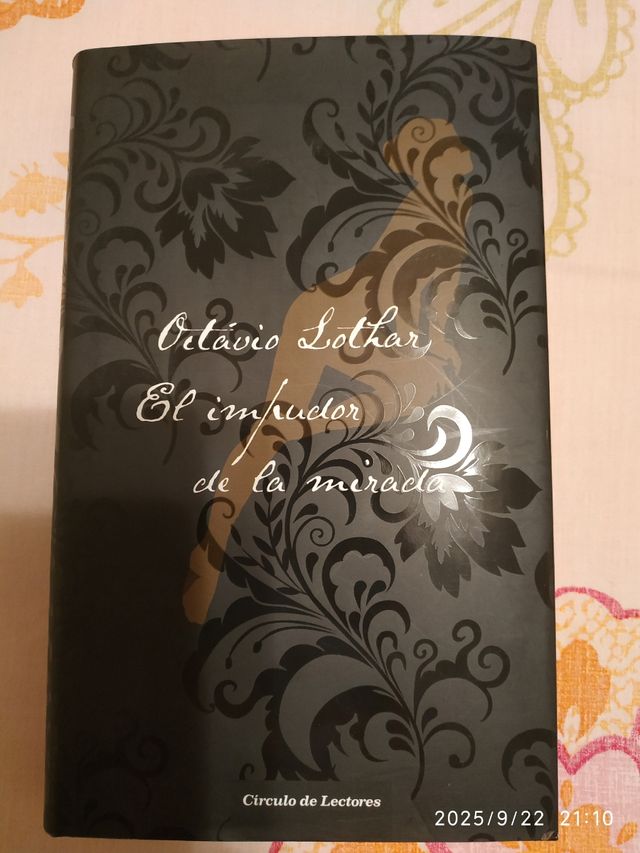 Octávio Lothar
El impudor
de la mirada
Círculo de Lectores
2025/9/22 21:10